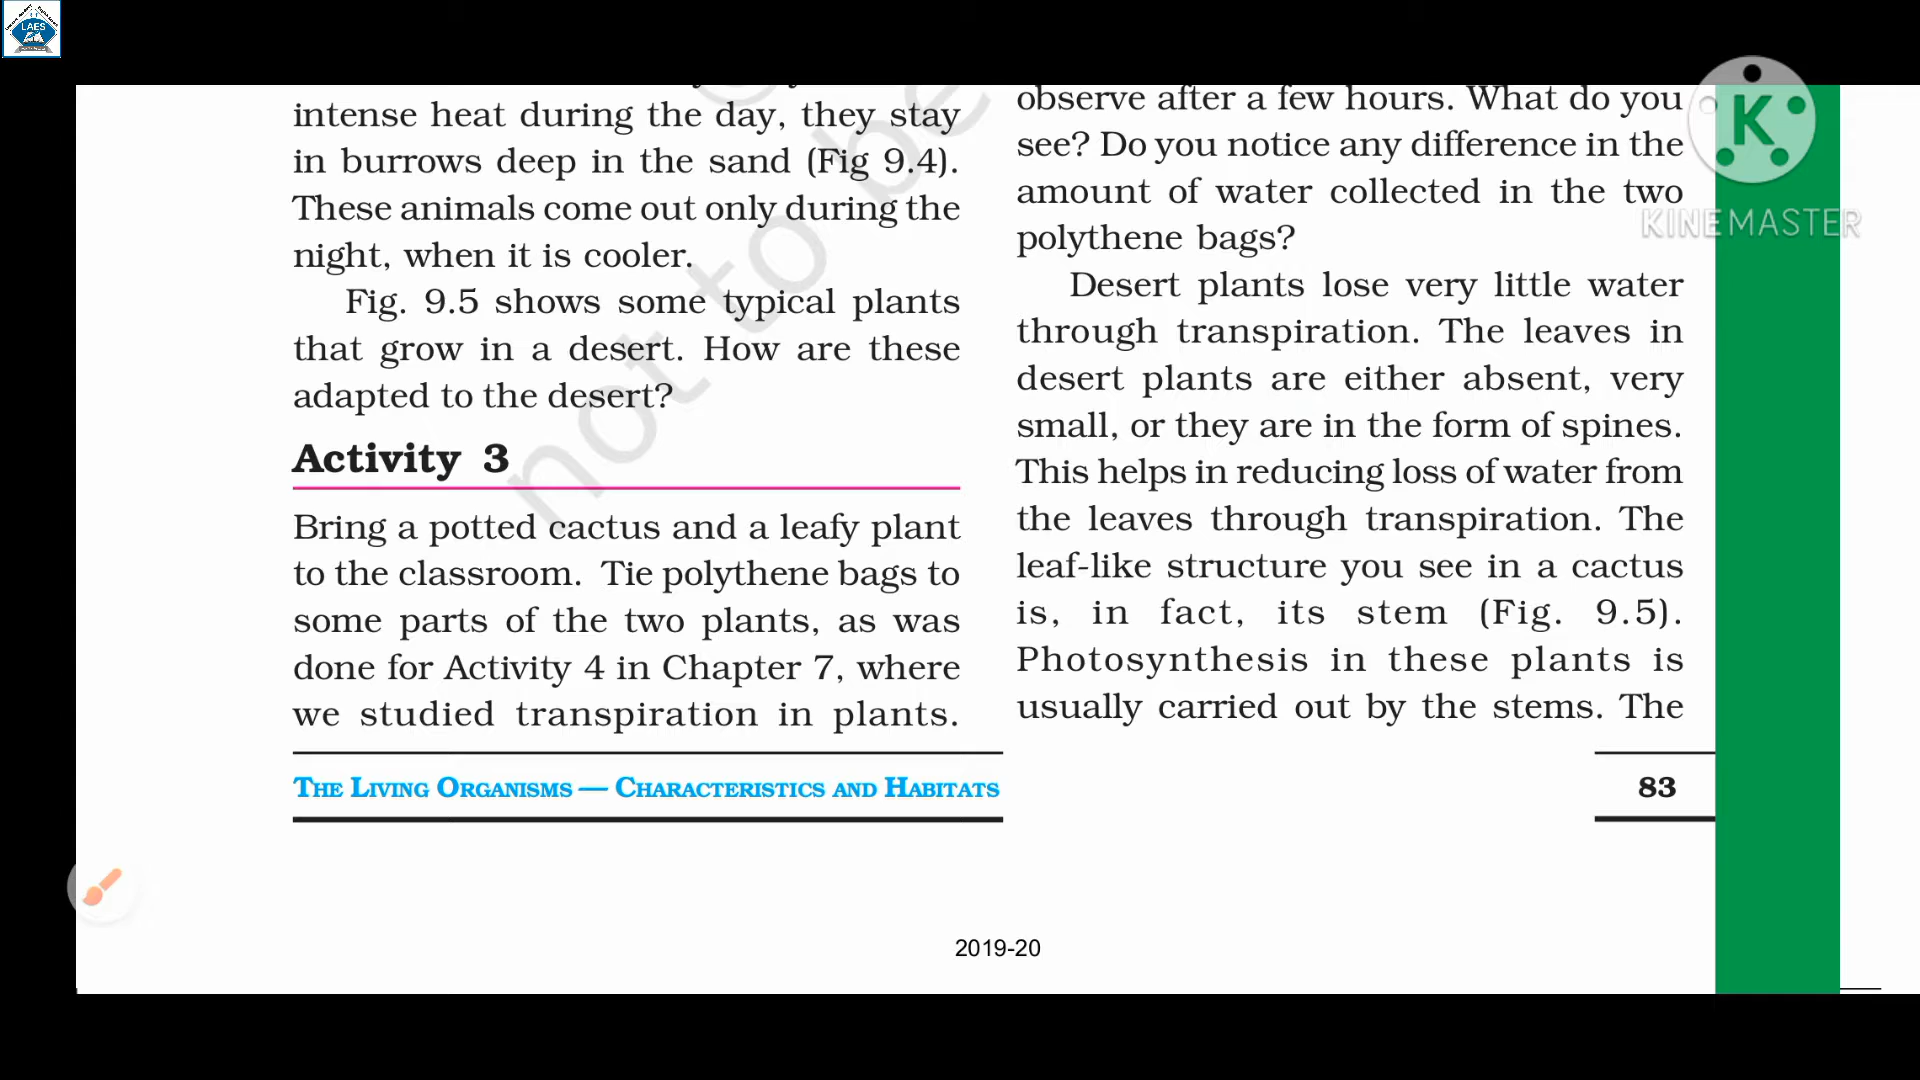 LAES
intense heat during the day, they stay
in burrows deep in the sand (Fig 9.4).
These animals come out only during the
night, when it is cooler.
Fig. 9.5 shows some typical plants
that grow in a desert. How are these
adapted to the desert?
Activity 3
Bring a potted cactus and a leafy plant
to the classroom. Tie polythene bags to
some parts of the two plants, as was
done for Activity 4 in Chapter 7, where
we studied transpiration in plants.
observe after a few hours. What do you
see? Do you notice any difference in the
amount of water collected in the two
polythene bags?
Desert plants lose very little water
through transpiration. The leaves in
desert plants are either absent, very
small, or they are in the form of spines.
This helps in reducing loss of water from
the leaves through transpiration. The
leaf-like structure you see in a cactus
is, in fact, its stem (Fig. 9.5).
Photosynthesis in these plants is
usually carried out by the stems. The
not to be
K
KINEMASTER
THE LIVING ORGANISMS — CHARACTERISTICS AND HABITATS
83
2019-20